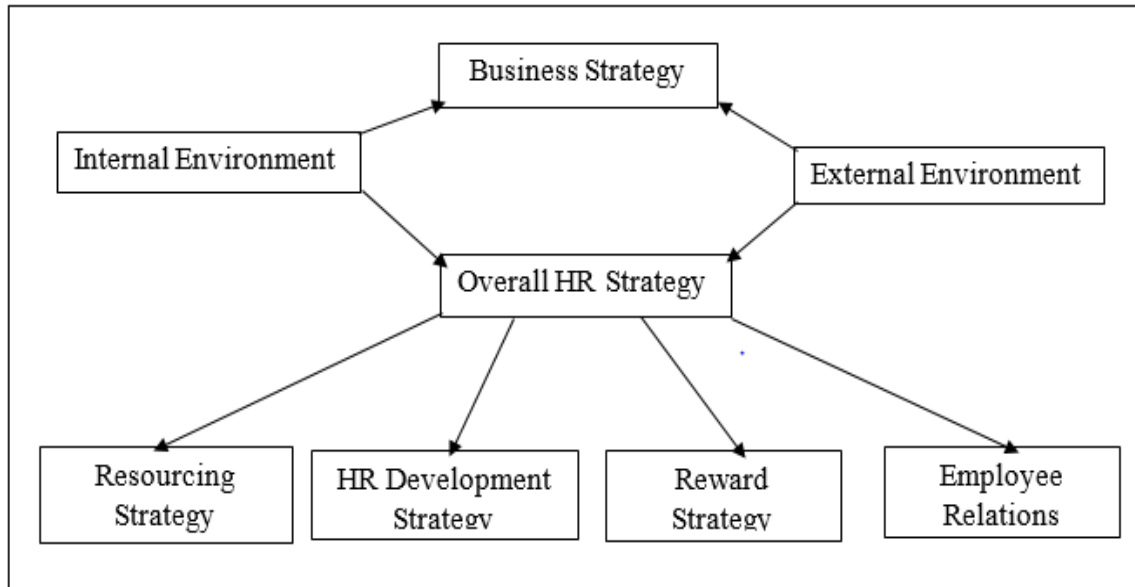 Business Strategy
Internal Environment
External Environment
Overall HR Strategy
Resourcing
Strategy
HR Development
Strategy
Reward
Strategy
Employee
Relations